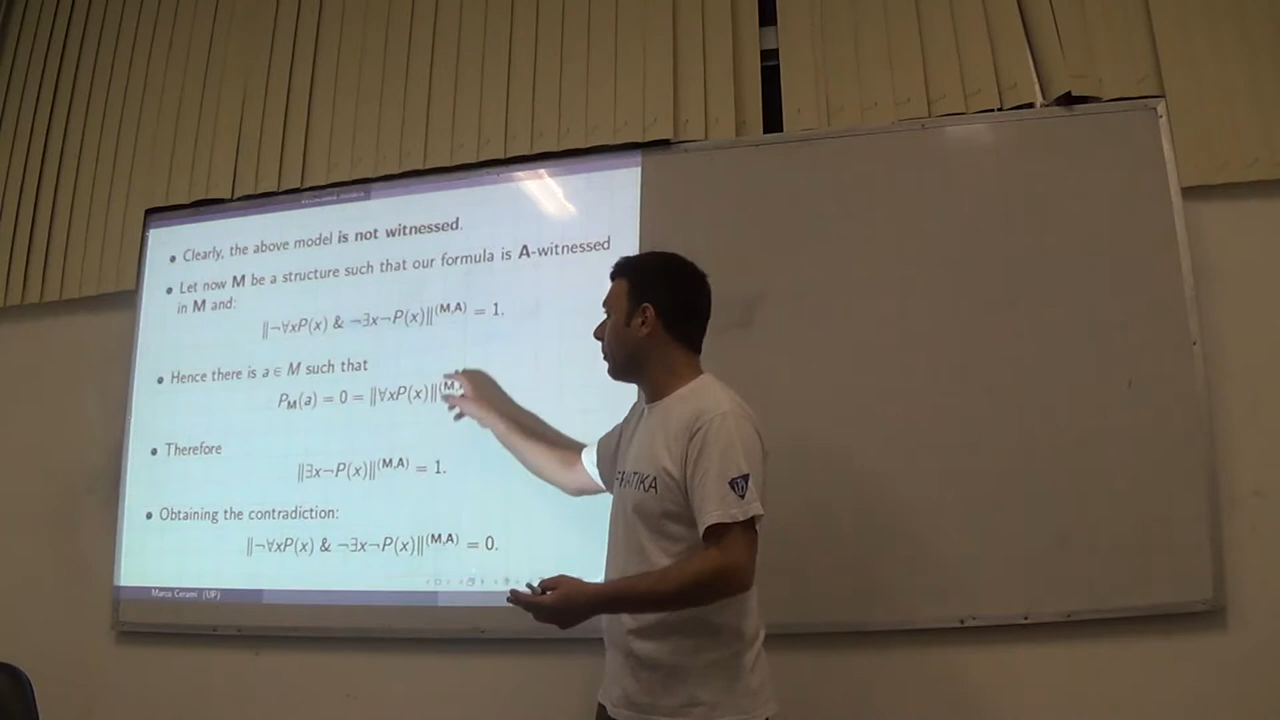 • Clearly, the above model is not witnessed.
• Let now M be a structure such that our formula is A-witnessed
in M and:
‖¬∀xP(x) & ¬∃x¬P(x)‖(M,A) = 1.
• Hence there is a ∈ M such that
P_M(a) = 0 = ‖∀xP(x)‖(M,
• Therefore
‖∃x¬P(x)‖(M,A) = 1.
• Obtaining the contradiction:
‖¬∀xP(x) & ¬∃x¬P(x)‖(M,A) = 0.
Marco Cerami (UP)